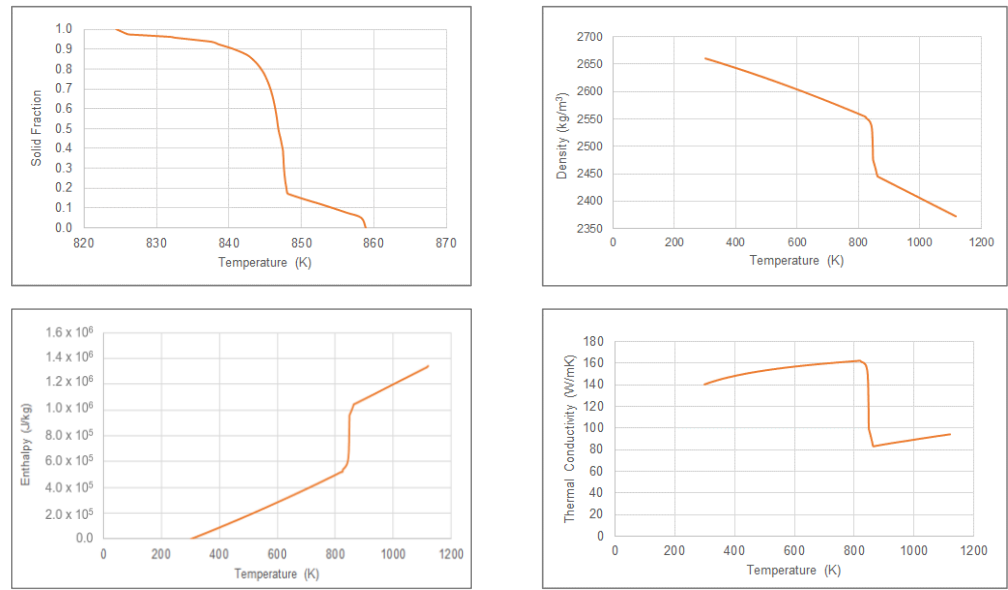 1.0
0.9
0.8
0.7
0.6
0.5
0.4
0.3
0.2
0.1
0.0
Solid Fraction
820 830 840 850 860 870
Temperature (K)
2700
2650
2600
2550
2500
2450
2400
2350
Density (kg/m³)
0 200 400 600 800 1000 1200
Temperature (K)
1.6 x 10⁶
1.4 x 10⁶
1.2 x 10⁶
1.0 x 10⁶
8.0 x 10⁵
6.0 x 10⁵
4.0 x 10⁵
2.0 x 10⁵
0.0
Enthalpy (J/kg)
0 200 400 600 800 1000 1200
Temperature (K)
180
160
140
120
100
80
60
40
20
0
Thermal Conductivity (W/mK)
0 200 400 600 800 1000 1200
Temperature (K)